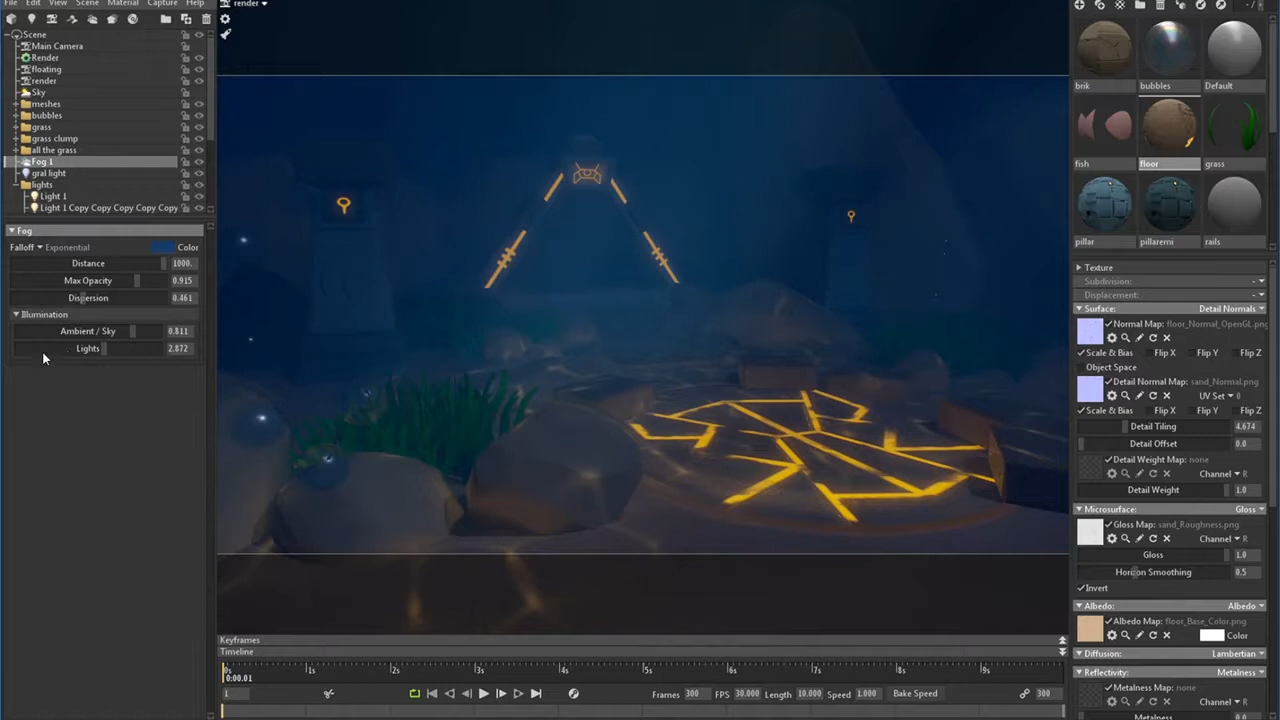 File Edit View Scene Material Capture Help
render
Scene
Main Camera
Render
floating
render
Sky
meshes
bubbles
grass
grass clump
all the grass
Fog 1
gral light
lights
Light 1
Light 1 Copy Copy Copy Copy Copy
Fog
Falloff Exponential Color
Distance 1000.
Max Opacity 0.915
Dispersion 0.461
Illumination
Ambient / Sky 0.811
Lights 2.872
Keyframes
Timeline
0s 1s 2s 3s 4s 5s 6s 7s 8s 9s
0:00.01
1 Frames 300 FPS 30.000 Length 10.000 Speed 1.000 Bake Speed 300
brik bubbles Default
fish floor grass
pillar pillaremi rails
Texture
Subdivision: -
Displacement: -
Surface: Detail Normals
Normal Map: floor_Normal_OpenGL.png
Scale & Bias Flip X Flip Y Flip Z
Object Space
Detail Normal Map: sand_Normal.png
UV Set 0
Scale & Bias Flip X Flip Y Flip Z
Detail Tiling 4.674
Detail Offset 0.0
Detail Weight Map: none
Channel R
Detail Weight 1.0
Microsurface: Gloss
Gloss Map: sand_Roughness.png
Channel R
Gloss 1.0
Horizon Smoothing 0.5
Invert
Albedo: Albedo
Albedo Map: floor_Base_Color.png
Color
Diffusion: Lambertian
Reflectivity: Metalness
Metalness Map: none
Channel R
Metalness 0.0